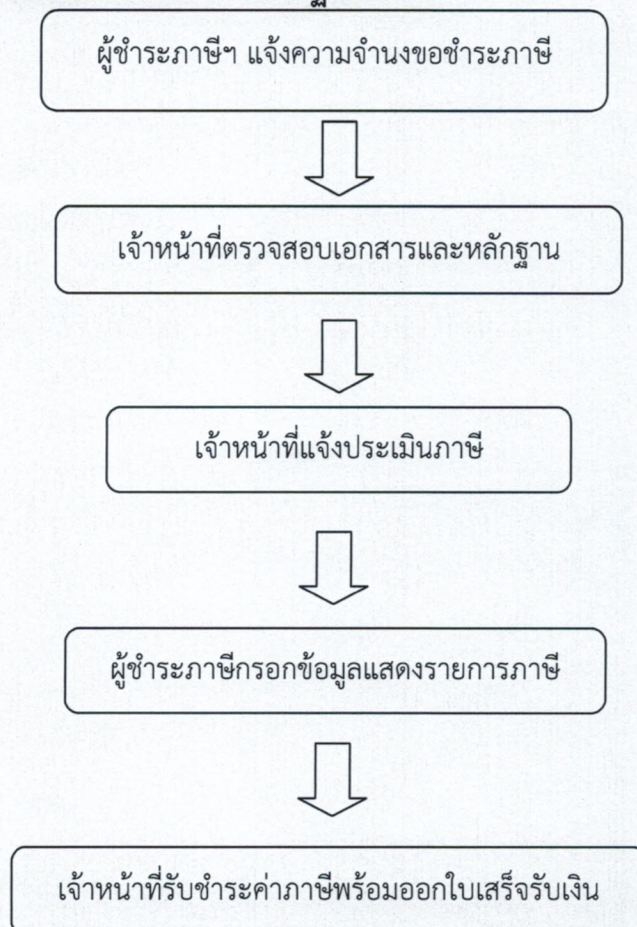 ผู้ชำระภาษีฯ แจ้งความจำนงขอชำระภาษี
เจ้าหน้าที่ตรวจสอบเอกสารและหลักฐาน
เจ้าหน้าที่แจ้งประเมินภาษี
ผู้ชำระภาษีกรอกข้อมูลแสดงรายการภาษี
เจ้าหน้าที่รับชำระค่าภาษีพร้อมออกใบเสร็จรับเงิน